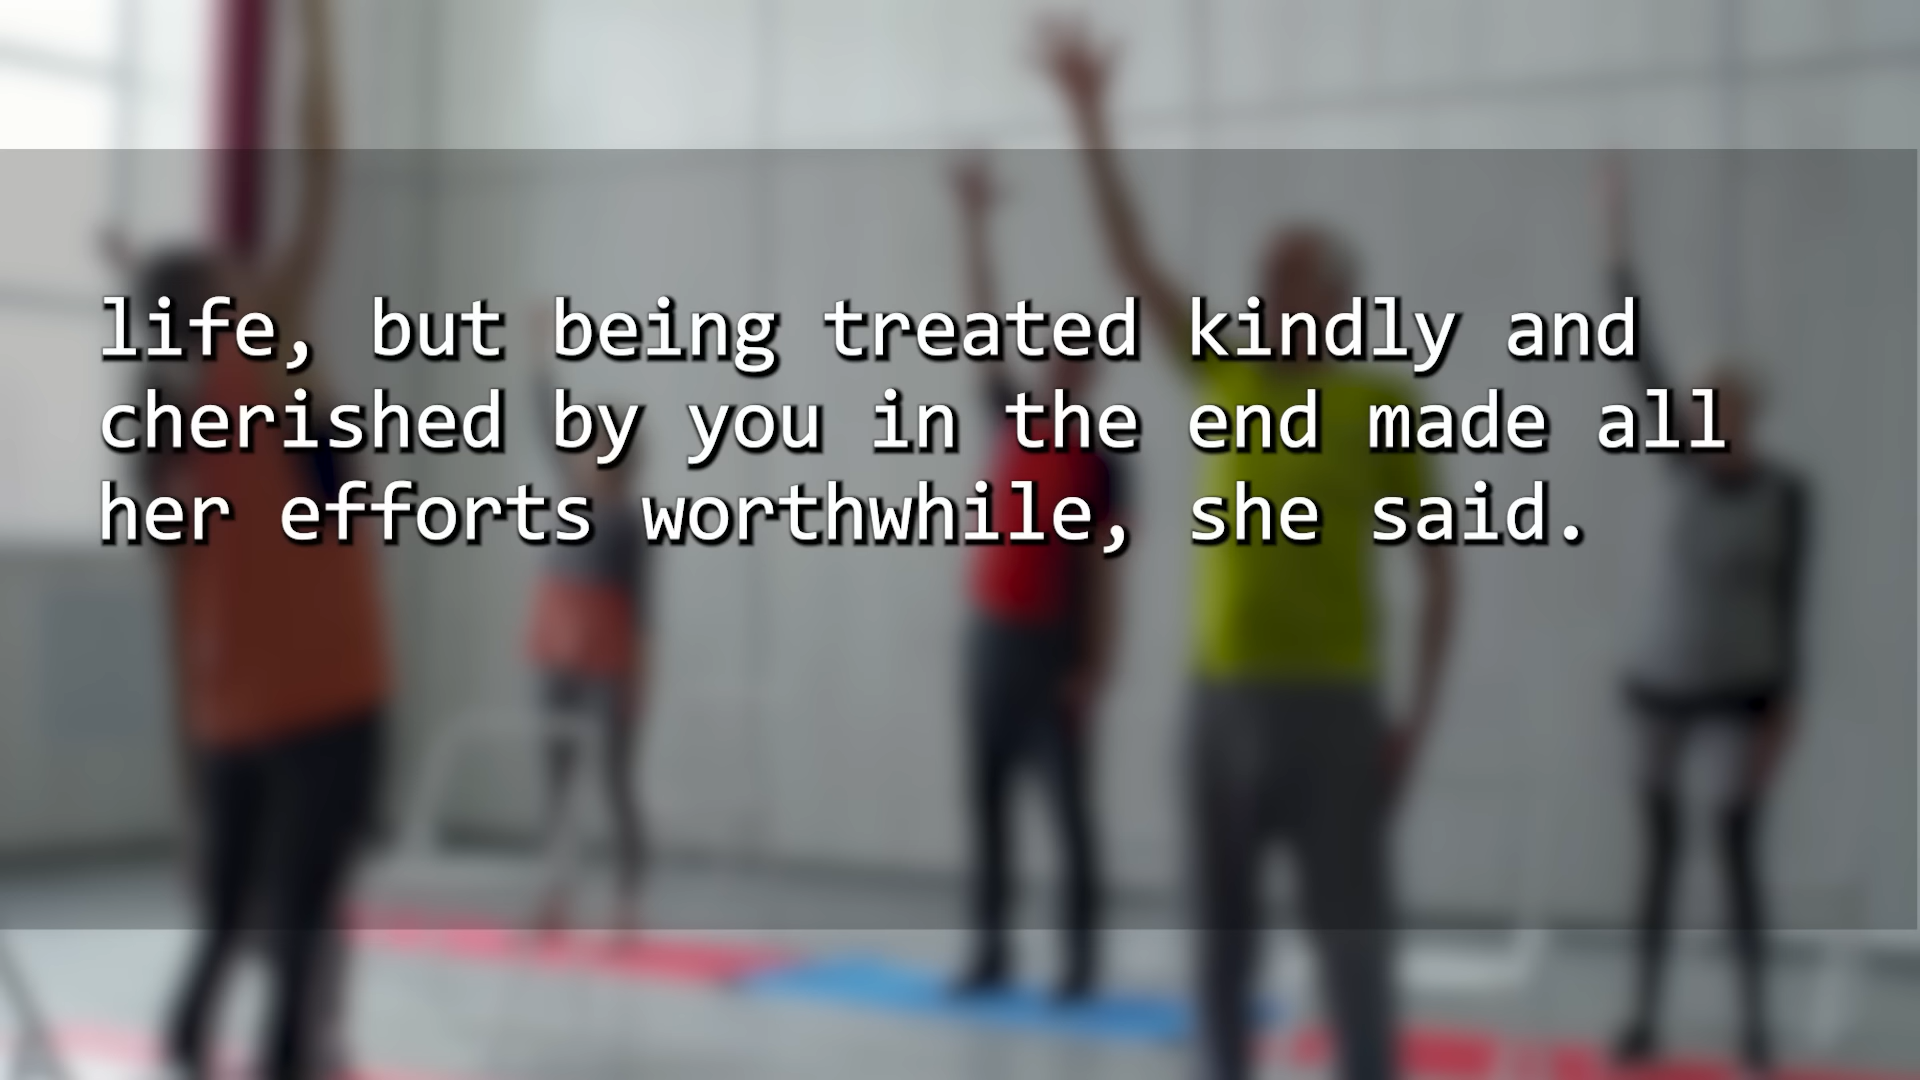 life, but being treated kindly and
cherished by you in the end made all
her efforts worthwhile, she said.